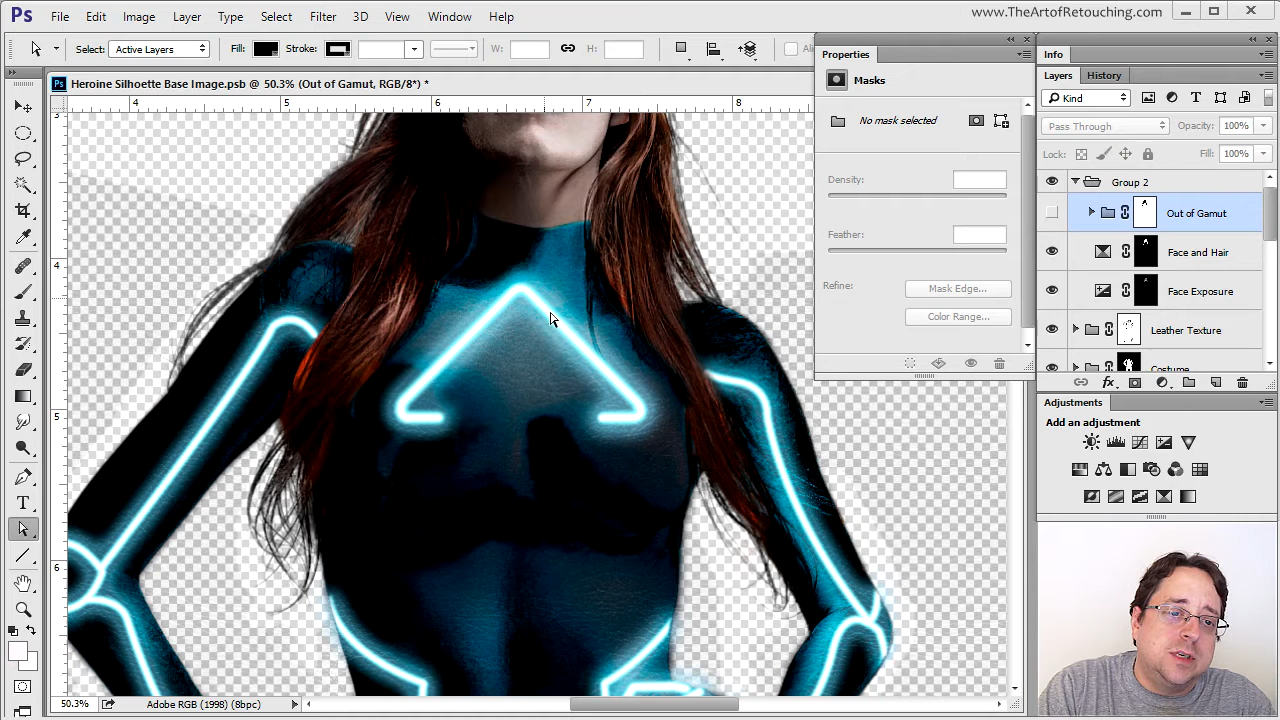 Ps File Edit Image Layer Type Select Filter 3D View Window Help www.TheArtofRetouching.com
Select: Active Layers Fill: Stroke: W: H:
Ps Heroine Silhoette Base Image.psb @ 50.3% (Out of Gamut, RGB/8*) *
4 5 6 7 8
3
4
5
6
50.3% Adobe RGB (1998) (8bpc)
Properties
Masks
No mask selected
Density:
Feather:
Refine: Mask Edge...
Color Range...
Info
Layers History
Kind
Pass Through Opacity: 100%
Lock: Fill: 100%
Group 2
Out of Gamut
Face and Hair
Face Exposure
Leather Texture
Costume
fx
Adjustments
Add an adjustment